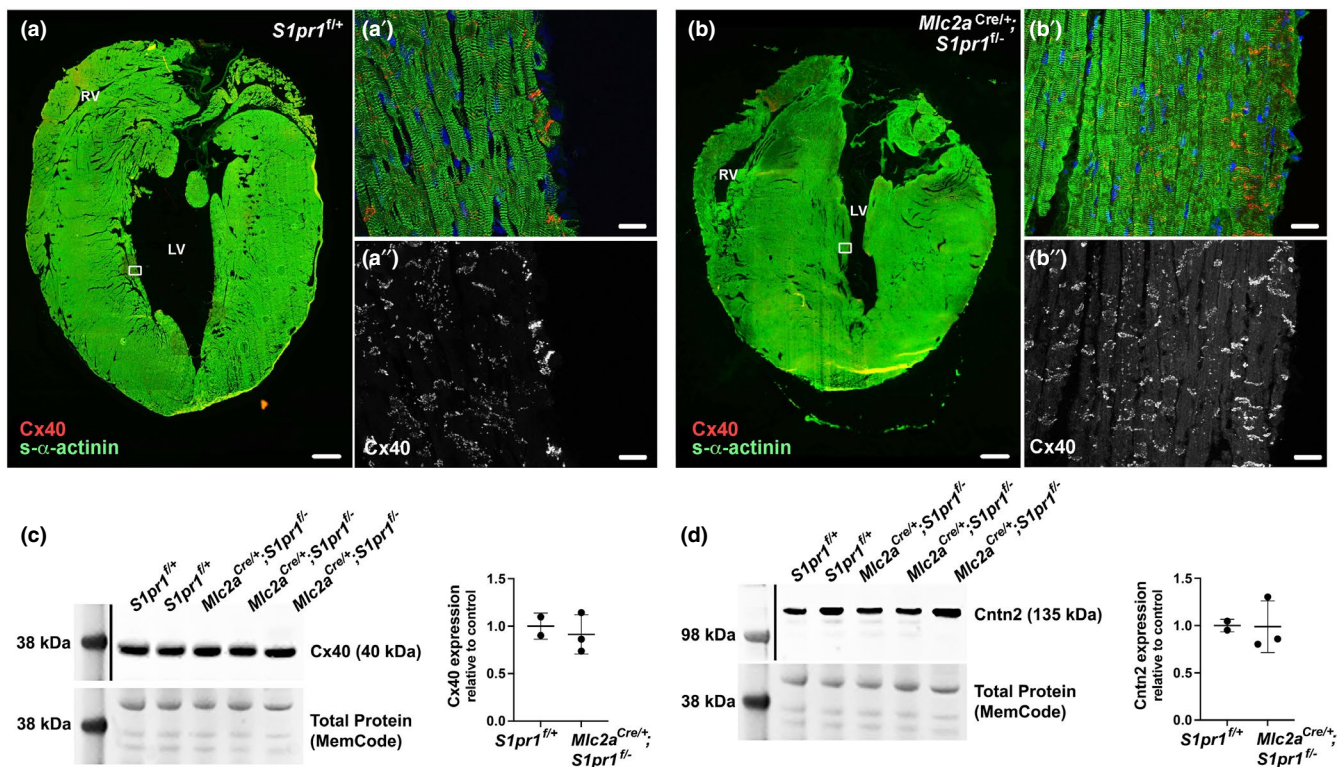 (a)
S1pr1f/+
RV
LV
Cx40
s-α-actinin
(a′)
(a″)
Cx40
(b)
Mlc2aCre/+;
S1pr1f/-
RV
LV
Cx40
s-α-actinin
(b′)
(b″)
Cx40
(c)
S1pr1f/+
S1pr1f/+
Mlc2aCre/+;S1pr1f/-
Mlc2aCre/+;S1pr1f/-
Mlc2aCre/+;S1pr1f/-
38 kDa
Cx40 (40 kDa)
38 kDa
Total Protein
(MemCode)
Cx40 expression
relative to control
1.5
1.0
0.5
0.0
S1pr1f/+
Mlc2aCre/+;
S1pr1f/-
(d)
S1pr1f/+
S1pr1f/+
Mlc2aCre/+;S1pr1f/-
Mlc2aCre/+;S1pr1f/-
Mlc2aCre/+;S1pr1f/-
98 kDa
Cntn2 (135 kDa)
38 kDa
Total Protein
(MemCode)
Cntn2 expression
relative to control
1.5
1.0
0.5
0.0
S1pr1f/+
Mlc2aCre/+;
S1pr1f/-